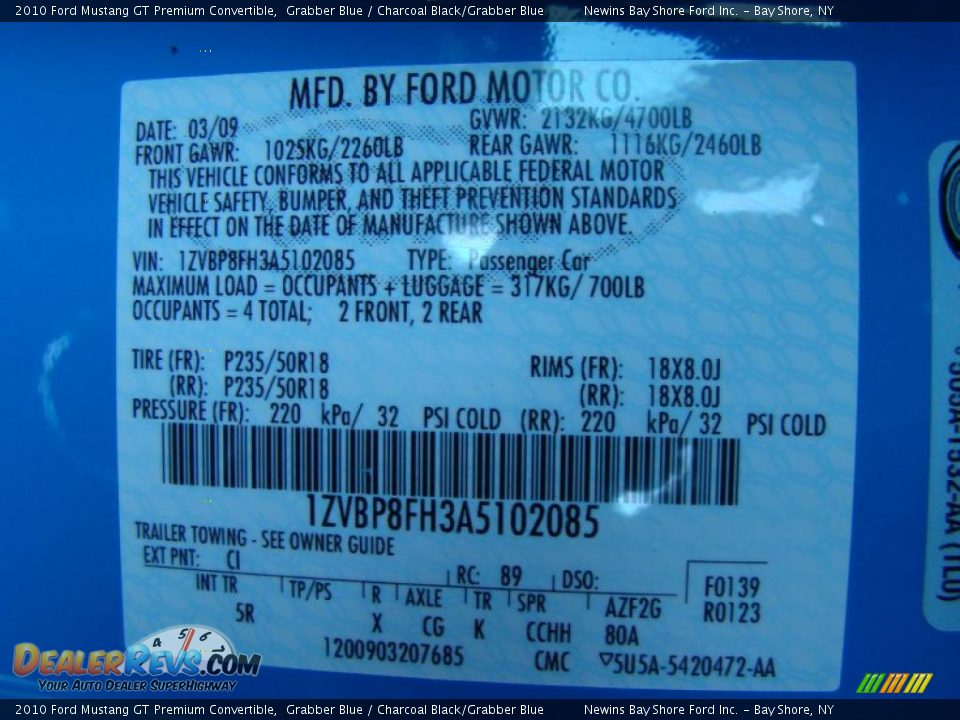 2010 Ford Mustang GT Premium Convertible, Grabber Blue / Charcoal Black/Grabber Blue Newins Bay Shore Ford Inc. - Bay Shore, NY
MFD. BY FORD MOTOR CO.
DATE: 03/09 GVWR: 2132KG/4700LB
FRONT GAWR: 1025KG/2260LB REAR GAWR: 1116KG/2460LB
THIS VEHICLE CONFORMS TO ALL APPLICABLE FEDERAL MOTOR
VEHICLE SAFETY, BUMPER, AND THEFT PREVENTION STANDARDS
IN EFFECT ON THE DATE OF MANUFACTURE SHOWN ABOVE.
VIN: 1ZVBP8FH3A5102085 TYPE: Passenger Car
MAXIMUM LOAD = OCCUPANTS + LUGGAGE = 317KG/ 700LB
OCCUPANTS = 4 TOTAL; 2 FRONT, 2 REAR
TIRE (FR): P235/50R18 RIMS (FR): 18X8.0J
(RR): P235/50R18 (RR): 18X8.0J
PRESSURE (FR): 220 kPa/ 32 PSI COLD (RR): 220 kPa/ 32 PSI COLD
1ZVBP8FH3A5102085
TRAILER TOWING - SEE OWNER GUIDE
EXT PNT: CI RC: 89 DSO: F0139
INT TR TP/PS R AXLE TR SPR AZF2G R0123
5R X CG K CCHH 80A
1200903207685 CMC 5U5A-5420472-AA
4 5 6
DEALERREVS.COM
YOUR AUTO DEALER SUPERHIGHWAY
2010 Ford Mustang GT Premium Convertible, Grabber Blue / Charcoal Black/Grabber Blue Newins Bay Shore Ford Inc. - Bay Shore, NY